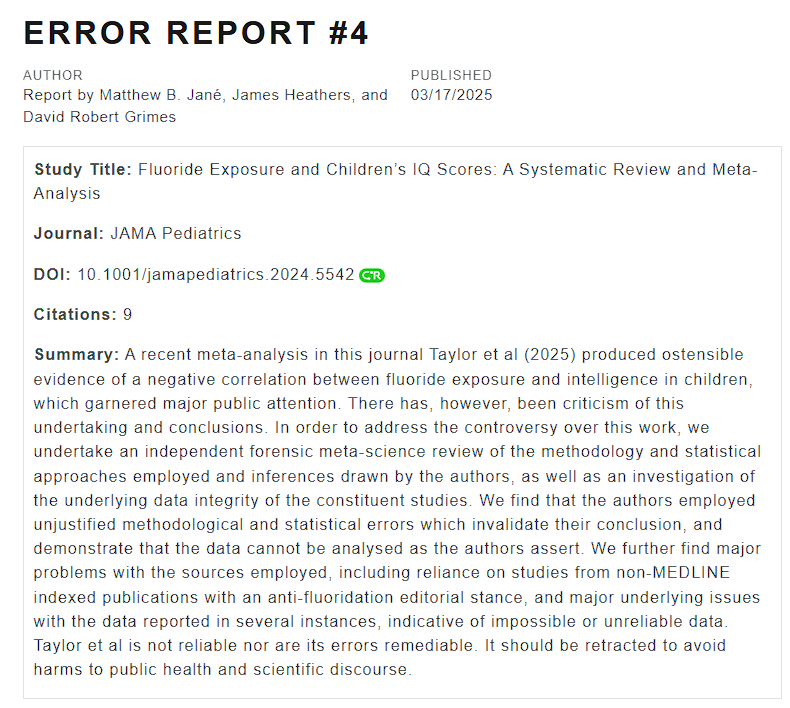 ERROR REPORT #4
AUTHOR
Report by Matthew B. Jané, James Heathers, and
David Robert Grimes
PUBLISHED
03/17/2025
Study Title: Fluoride Exposure and Children's IQ Scores: A Systematic Review and Meta-
Analysis
Journal: JAMA Pediatrics
DOI: 10.1001/jamapediatrics.2024.5542 CR
Citations: 9
Summary: A recent meta-analysis in this journal Taylor et al (2025) produced ostensible
evidence of a negative correlation between fluoride exposure and intelligence in children,
which garnered major public attention. There has, however, been criticism of this
undertaking and conclusions. In order to address the controversy over this work, we
undertake an independent forensic meta-science review of the methodology and statistical
approaches employed and inferences drawn by the authors, as well as an investigation of
the underlying data integrity of the constituent studies. We find that the authors employed
unjustified methodological and statistical errors which invalidate their conclusion, and
demonstrate that the data cannot be analysed as the authors assert. We further find major
problems with the sources employed, including reliance on studies from non-MEDLINE
indexed publications with an anti-fluoridation editorial stance, and major underlying issues
with the data reported in several instances, indicative of impossible or unreliable data.
Taylor et al is not reliable nor are its errors remediable. It should be retracted to avoid
harms to public health and scientific discourse.